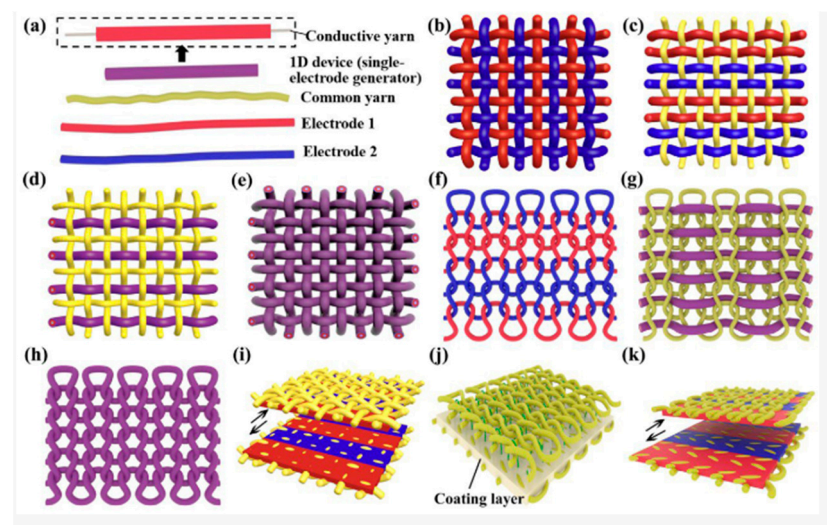 (a)
Conductive yarn
1D device (single-
electrode generator)
Common yarn
Electrode 1
Electrode 2
(b)
(c)
(d)
(e)
(f)
(g)
(h)
(i)
(j)
Coating layer
(k)